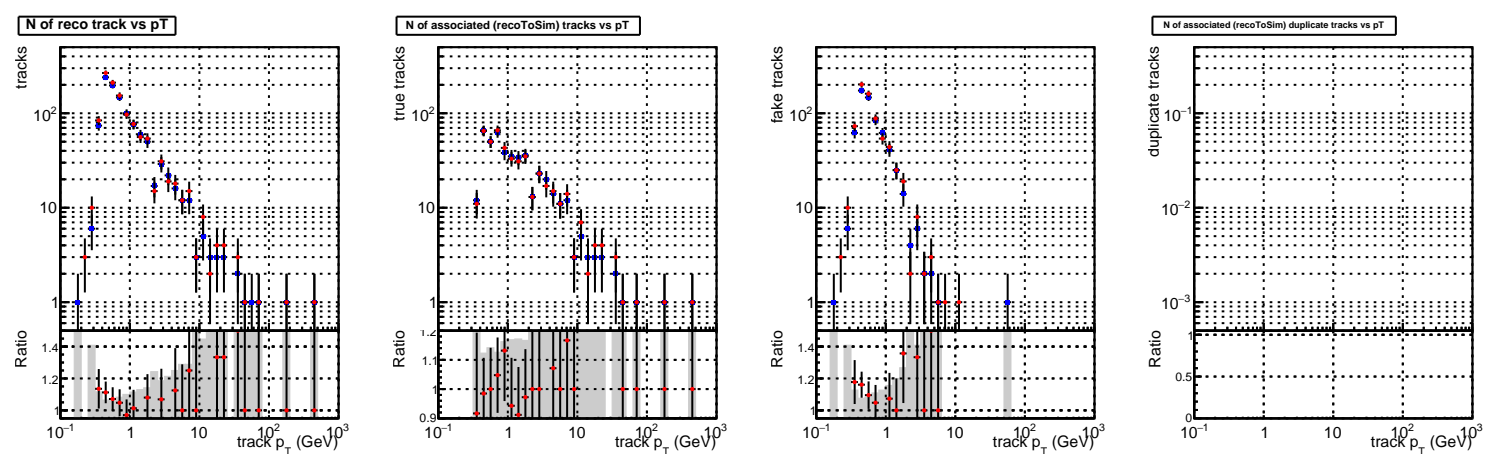 N of reco track vs pT
tracks
10²
10
1
Ratio
1.4
1.2
1
10⁻¹ 1 10 10² 10³
track p_T (GeV)
N of associated (recoToSim) tracks vs pT
true tracks
10²
10
1
Ratio
1.2
1.1
1
0.9
10⁻¹ 1 10 10² 10³
track p_T (GeV)
fake tracks
10²
10
1
Ratio
1.4
1.2
1
10⁻¹ 1 10 10² 10³
track p_T (GeV)
N of associated (recoToSim) duplicate tracks vs pT
duplicate tracks
10⁻¹
10⁻²
10⁻³
Ratio
1
0.5
0
10⁻¹ 1 10 10² 10³
track p_T (GeV)